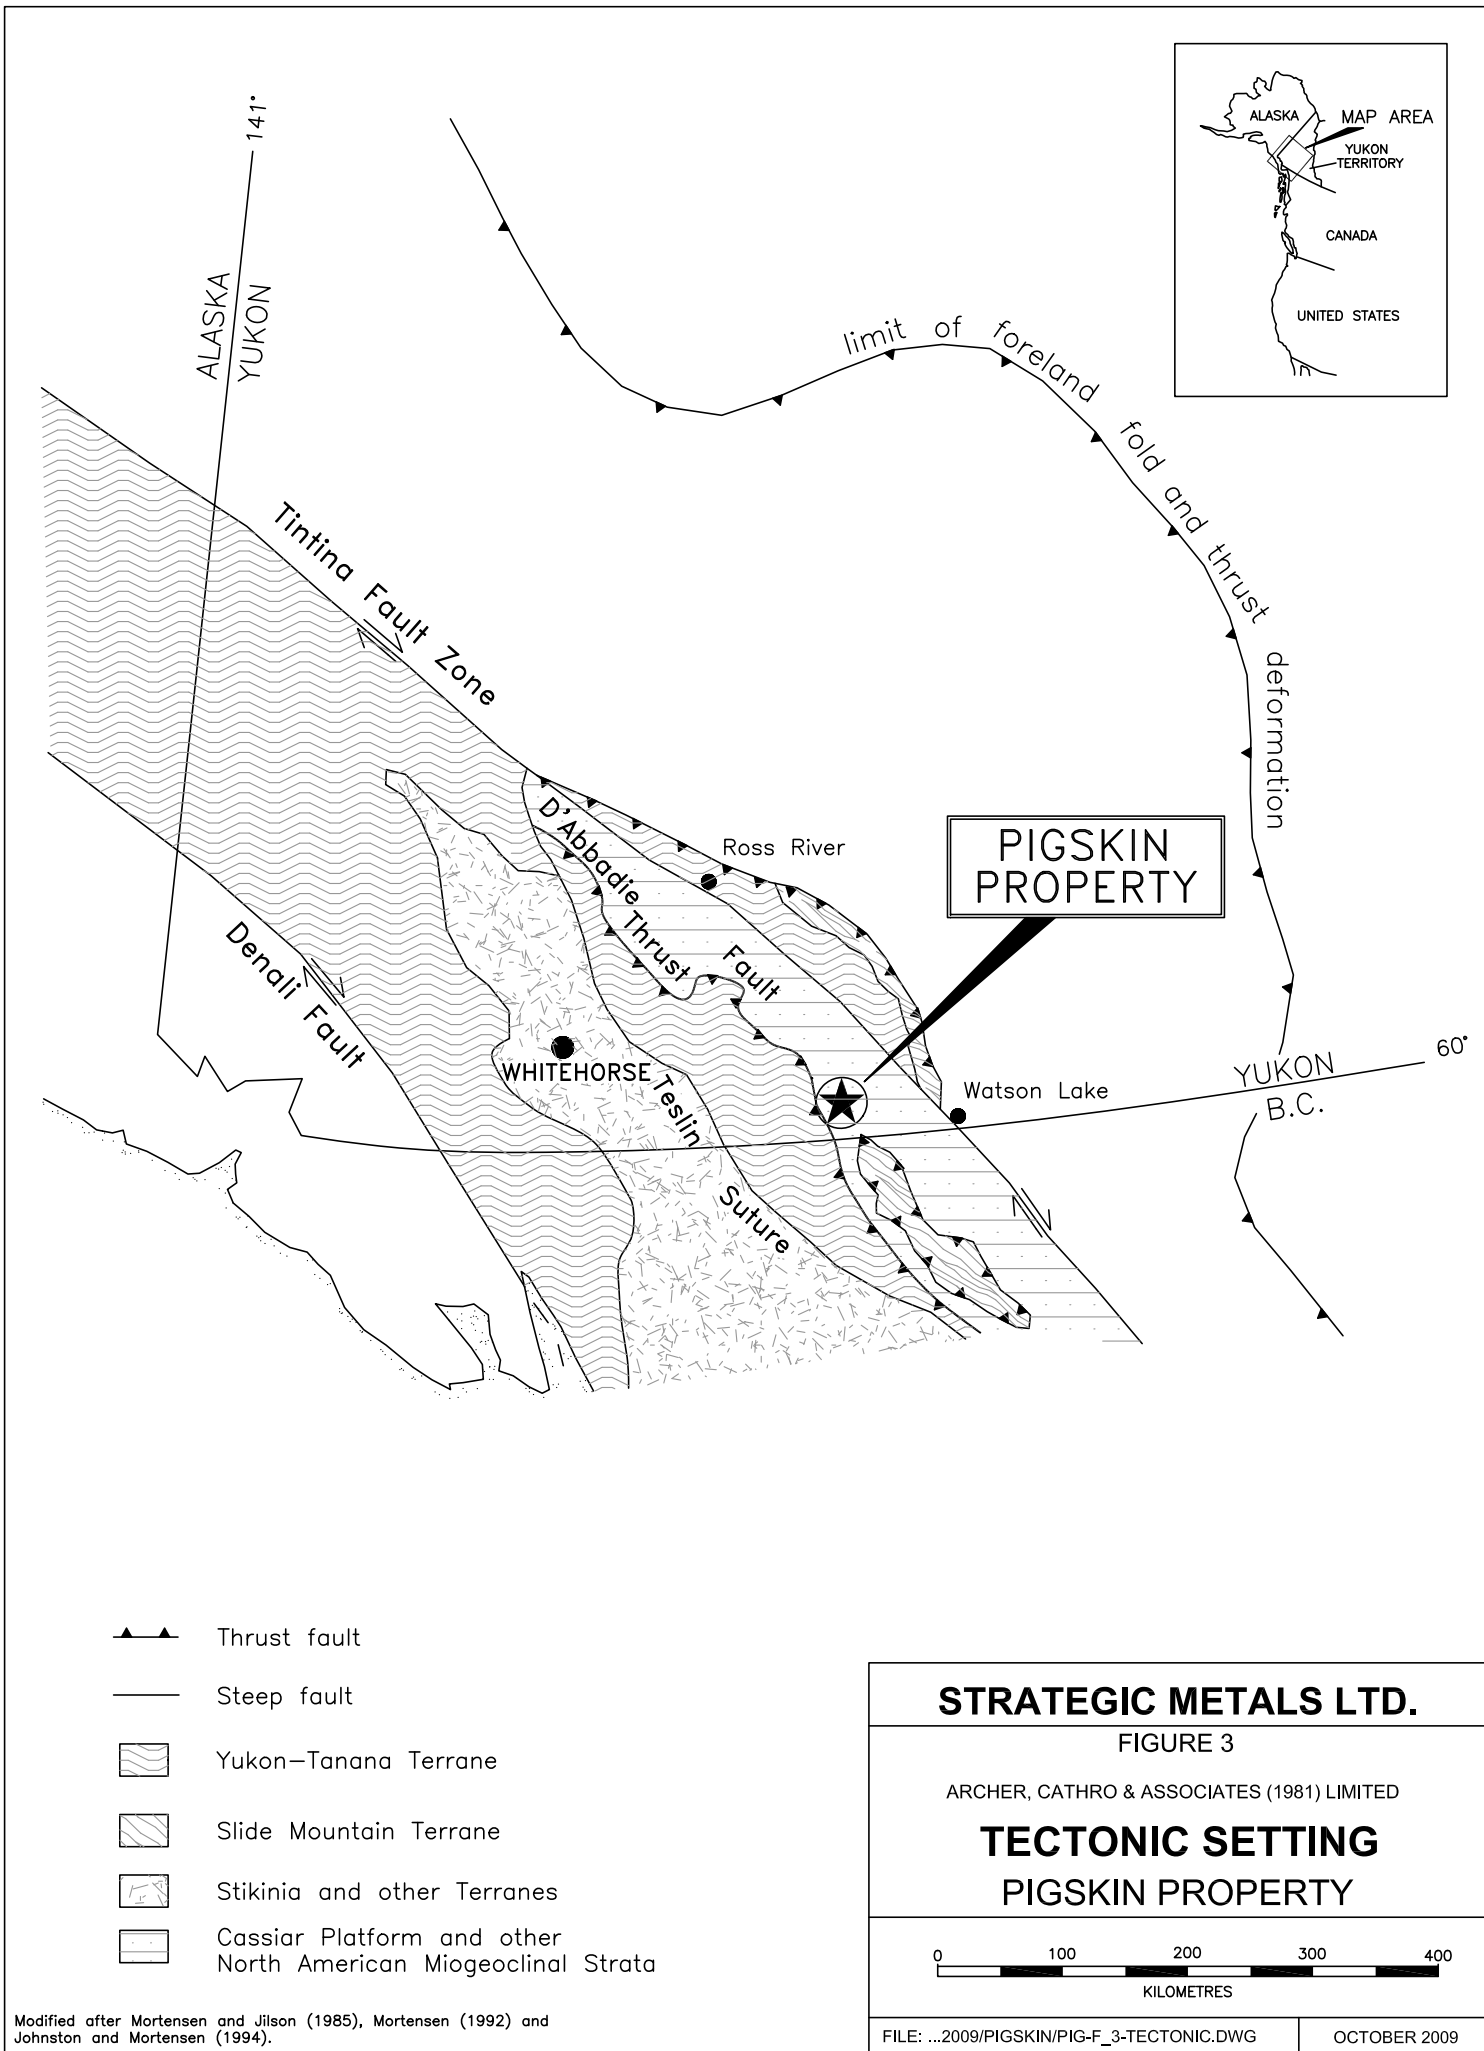 141°
ALASKA
YUKON
ALASKA
MAP AREA
YUKON
TERRITORY
CANADA
UNITED STATES
limit of foreland fold and thrust deformation
Tintina Fault Zone
D'Abbadie Thrust
Fault
Ross River
PIGSKIN
PROPERTY
Denali Fault
WHITEHORSE
Teslin Suture
Watson Lake
YUKON
B.C.
60°
Thrust fault
Steep fault
Yukon-Tanana Terrane
Slide Mountain Terrane
Stikinia and other Terranes
Cassiar Platform and other
North American Miogeoclinal Strata
Modified after Mortensen and Jilson (1985), Mortensen (1992) and
Johnston and Mortensen (1994).
STRATEGIC METALS LTD.
FIGURE 3
ARCHER, CATHRO & ASSOCIATES (1981) LIMITED
TECTONIC SETTING
PIGSKIN PROPERTY
0 100 200 300 400
KILOMETRES
FILE: ...2009/PIGSKIN/PIG-F_3-TECTONIC.DWG
OCTOBER 2009